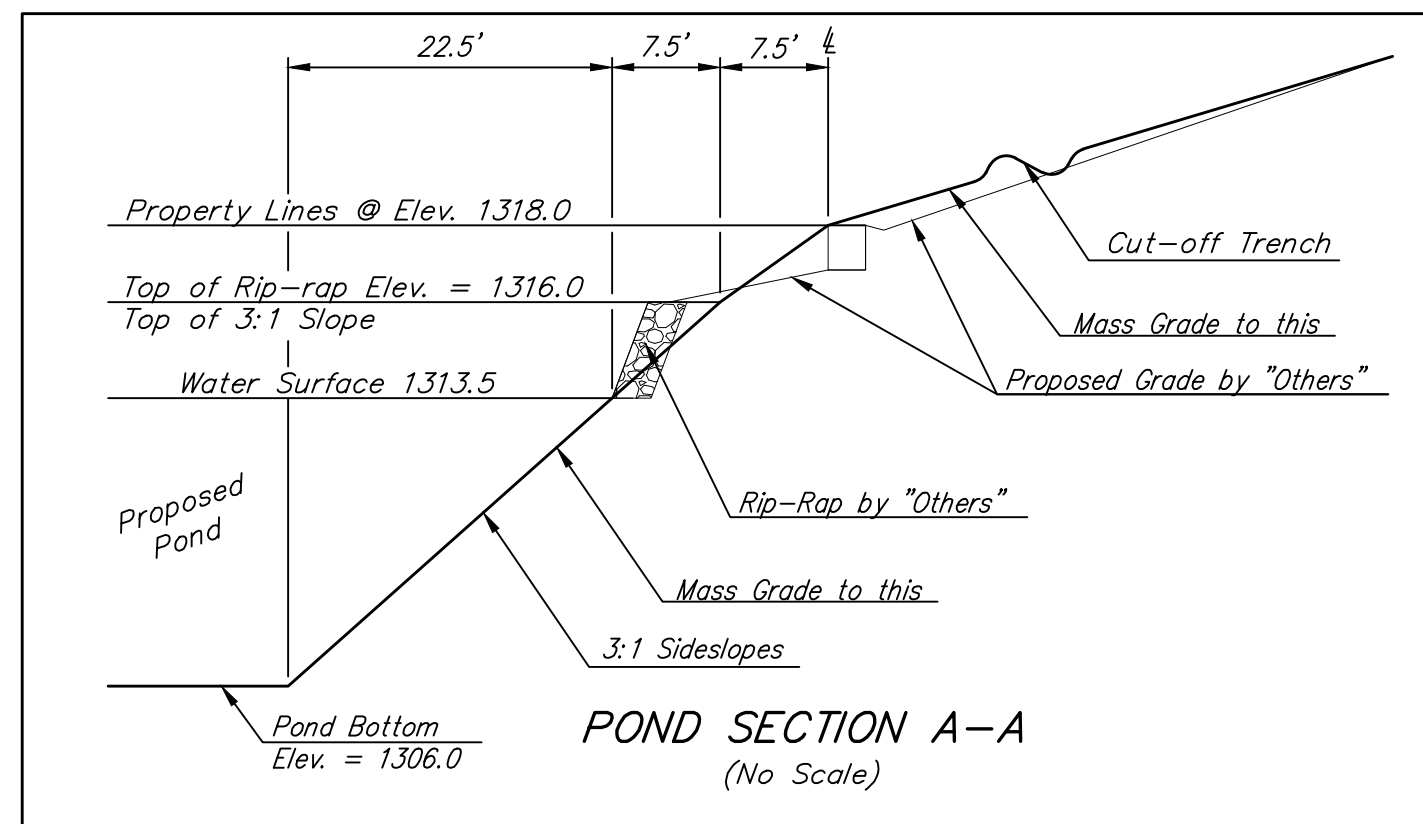 22.5' 7.5' 7.5' ℄
Property Lines @ Elev. 1318.0
Cut-off Trench
Top of Rip-rap Elev. = 1316.0
Top of 3:1 Slope
Mass Grade to this
Water Surface 1313.5
Proposed Grade by "Others"
Proposed
Pond
Rip-Rap by "Others"
Mass Grade to this
3:1 Sideslopes
Pond Bottom
Elev. = 1306.0
POND SECTION A-A
(No Scale)